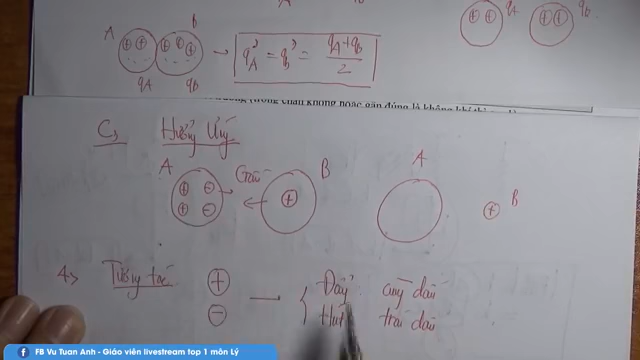 A B qA
⊕ ⊕ ⊕ ⊕ ⊕ → q'A = q'B = (qA + qB)/2 ⊕ ⊕ ⊕ ⊕
qA qB
C, Hưởng Ứng
A Gần B A
⊕ ⊖ ⊕ ⊖ ⊕ ⊕ B
4, Tương tác ⊕ → { Đẩy: cùng dấu
⊖ Hút trái dấu
FB Vu Tuan Anh - Giáo viên livestream top 1 môn Lý